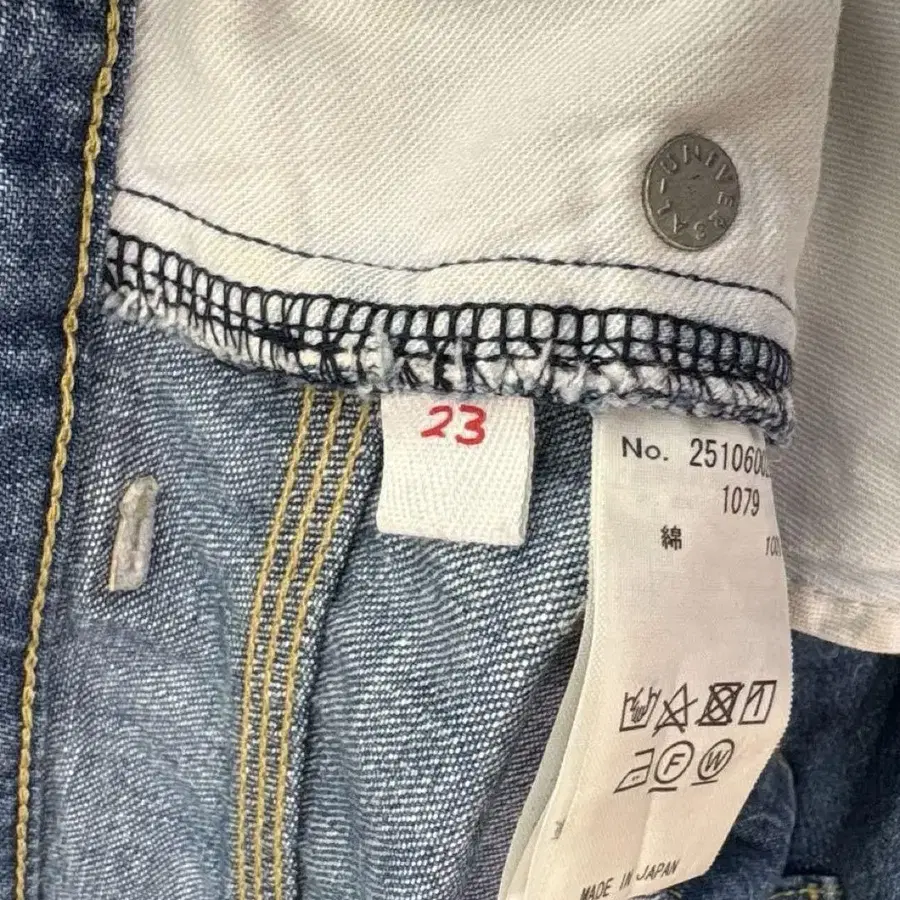 UNIVERSAL
23
No. 2510600
1079
綿
F W
MADE IN JAPAN